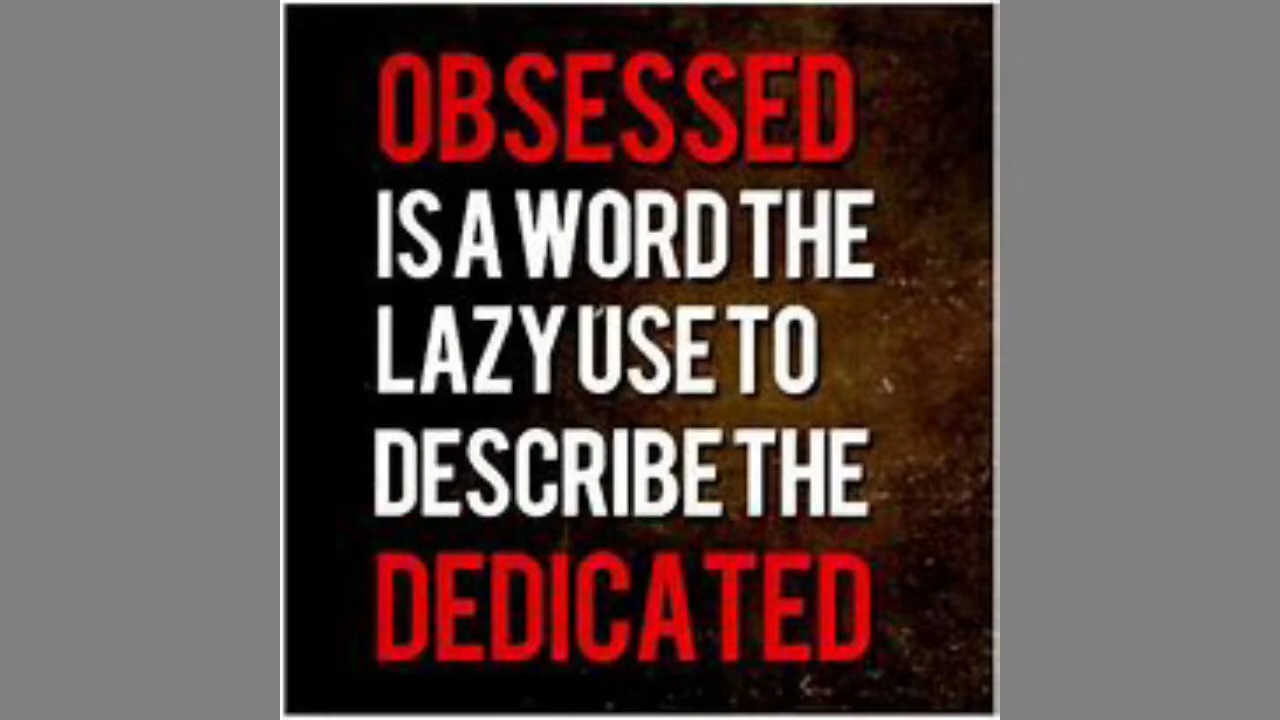 OBSESSED
IS A WORD THE
LAZY USE TO
DESCRIBE THE
DEDICATED